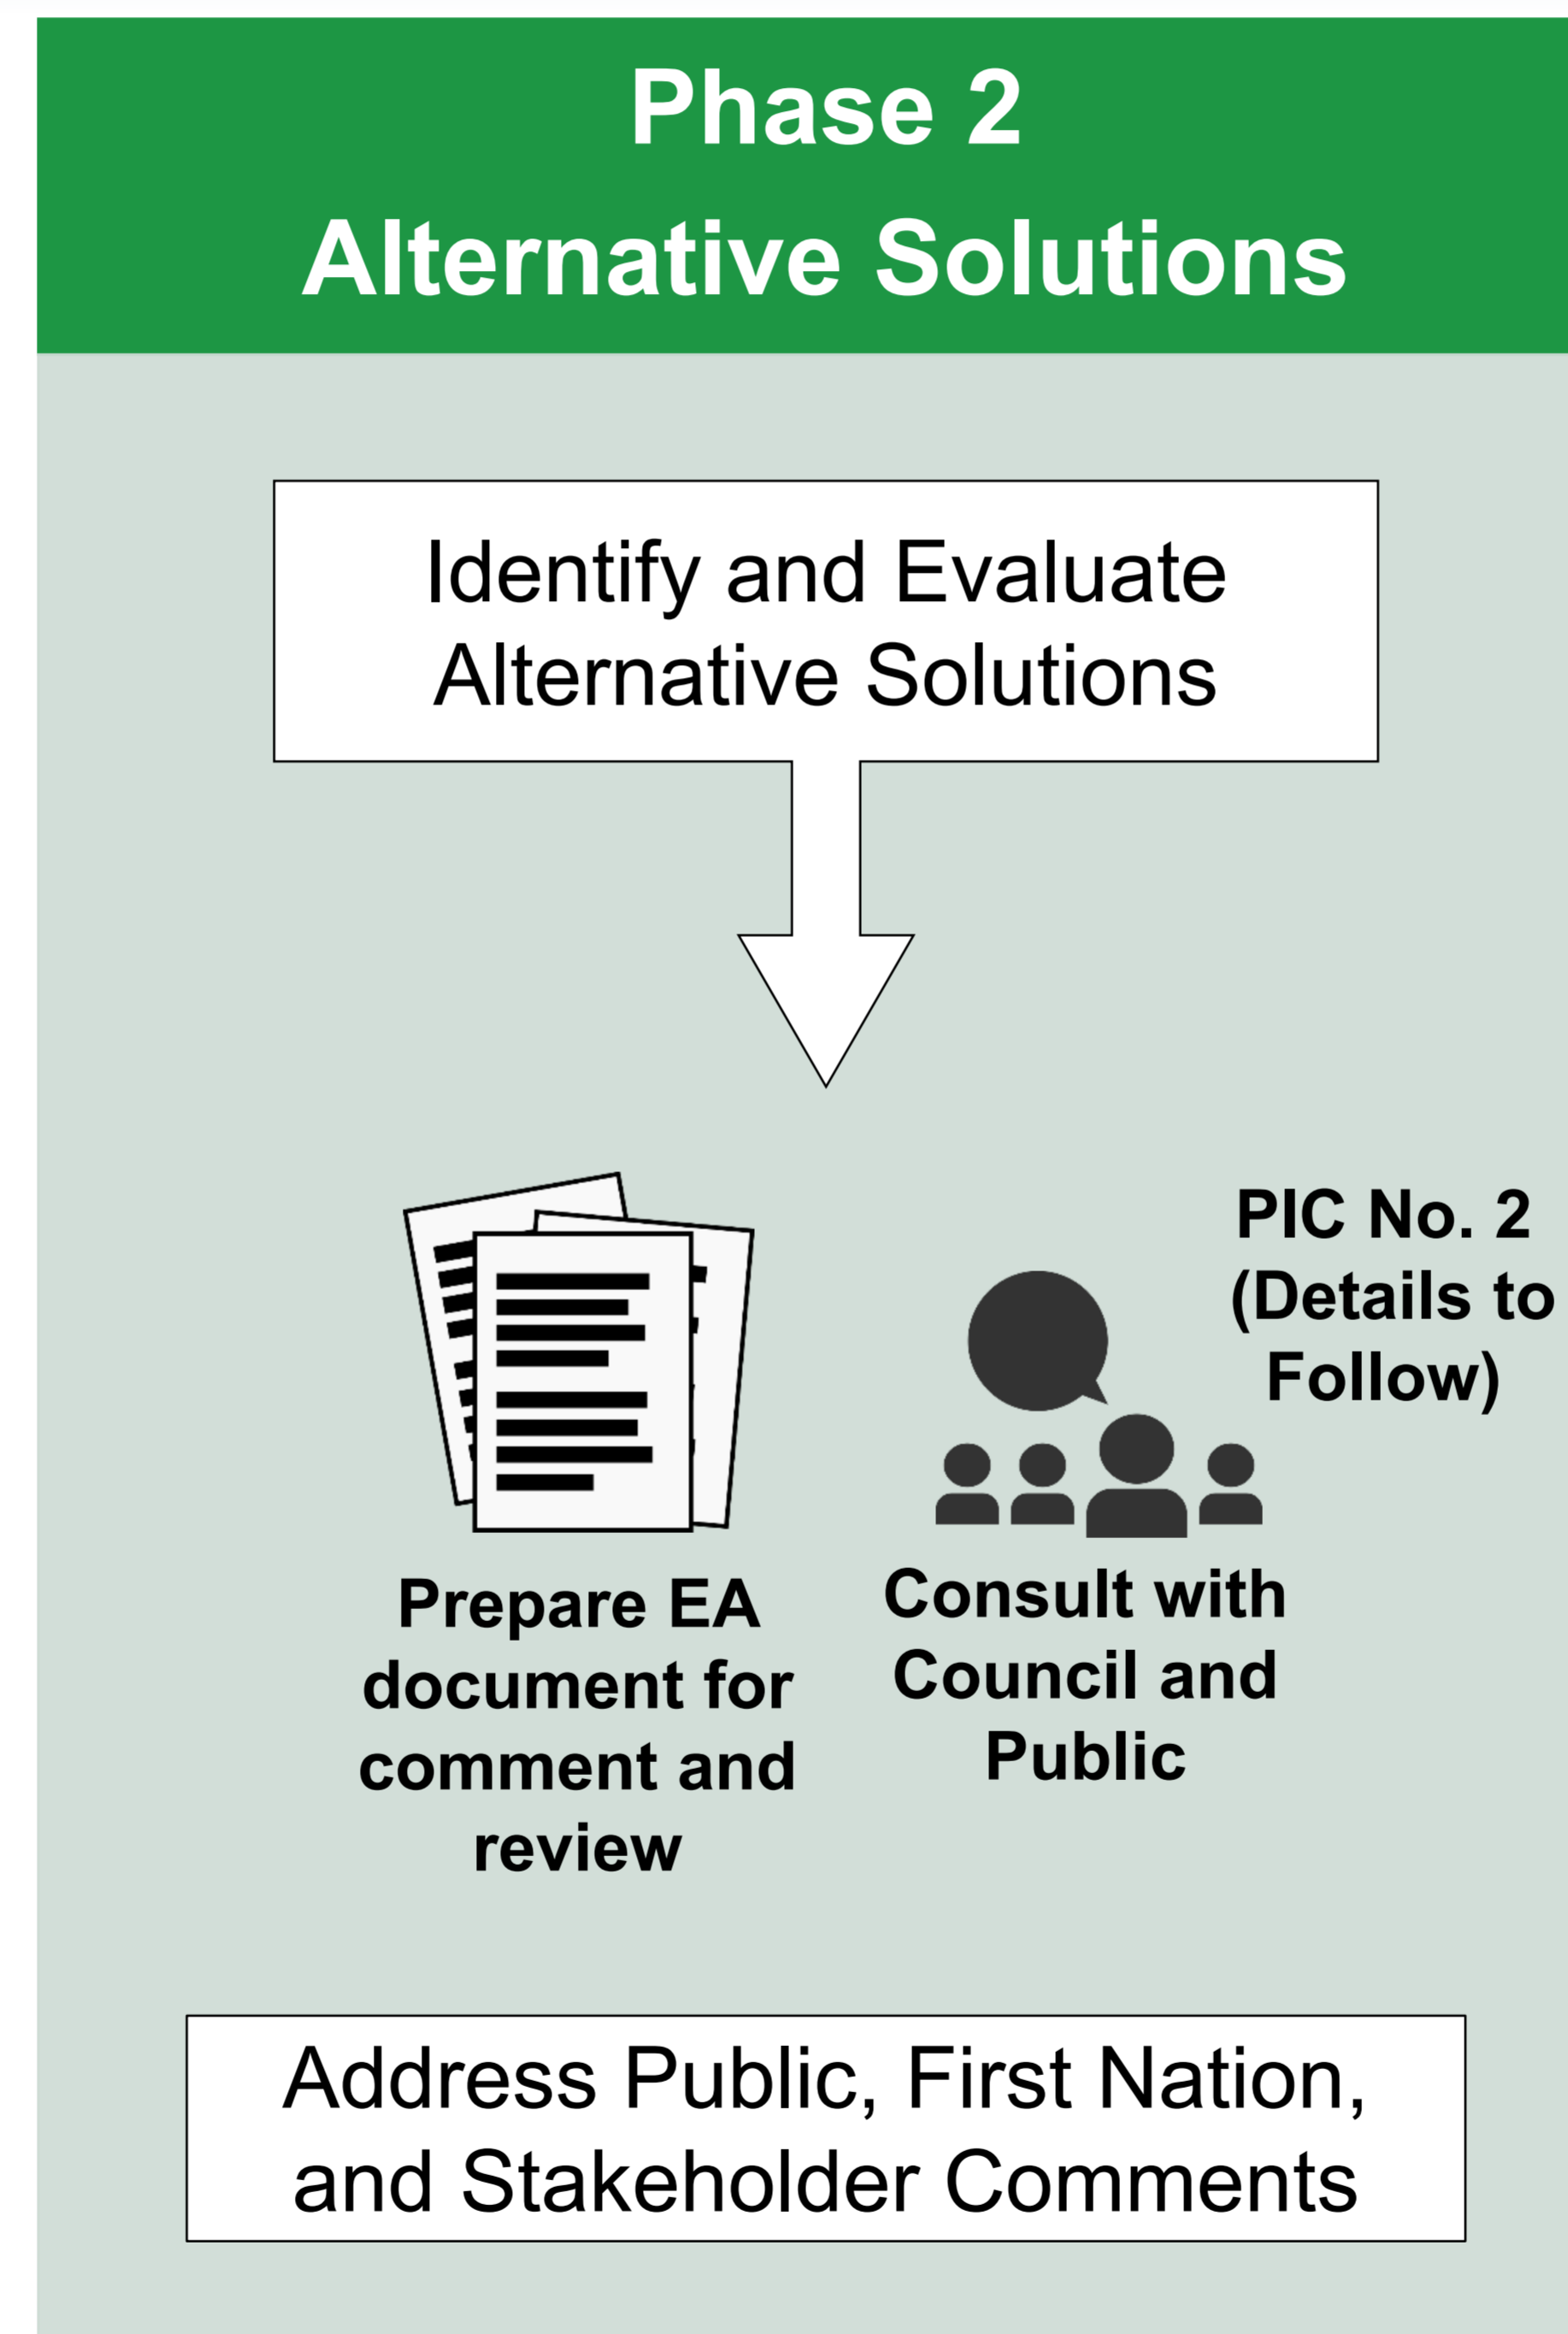 Phase 2
Alternative Solutions
Identify and Evaluate
Alternative Solutions
PIC No. 2
(Details to
Follow)
Prepare EA
document for
comment and
review
Consult with
Council and
Public
Address Public, First Nation,
and Stakeholder Comments